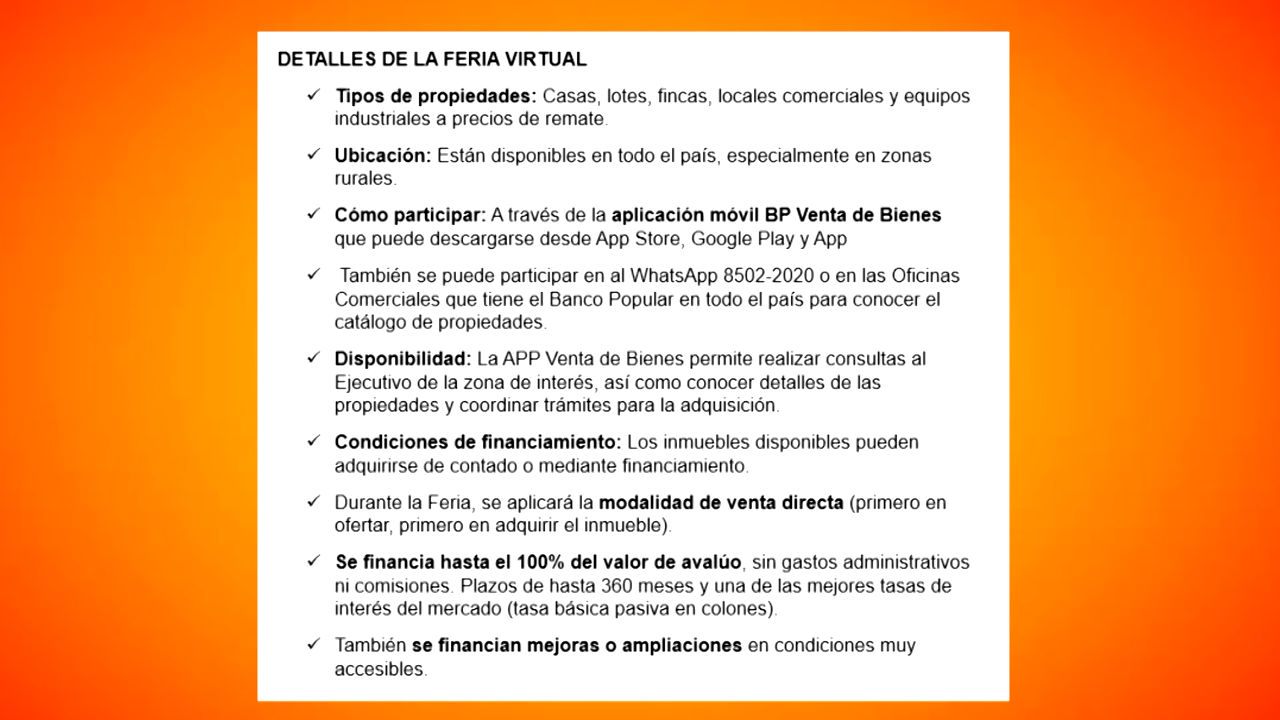 DETALLES DE LA FERIA VIRTUAL
✓ Tipos de propiedades: Casas, lotes, fincas, locales comerciales y equipos
industriales a precios de remate.
✓ Ubicación: Están disponibles en todo el país, especialmente en zonas
rurales.
✓ Cómo participar: A través de la aplicación móvil BP Venta de Bienes
que puede descargarse desde App Store, Google Play y App
✓ También se puede participar en al WhatsApp 8502-2020 o en las Oficinas
Comerciales que tiene el Banco Popular en todo el país para conocer el
catálogo de propiedades.
✓ Disponibilidad: La APP Venta de Bienes permite realizar consultas al
Ejecutivo de la zona de interés, así como conocer detalles de las
propiedades y coordinar trámites para la adquisición.
✓ Condiciones de financiamiento: Los inmuebles disponibles pueden
adquirirse de contado o mediante financiamiento.
✓ Durante la Feria, se aplicará la modalidad de venta directa (primero en
ofertar, primero en adquirir el inmueble).
✓ Se financia hasta el 100% del valor de avalúo, sin gastos administrativos
ni comisiones. Plazos de hasta 360 meses y una de las mejores tasas de
interés del mercado (tasa básica pasiva en colones).
✓ También se financian mejoras o ampliaciones en condiciones muy
accesibles.